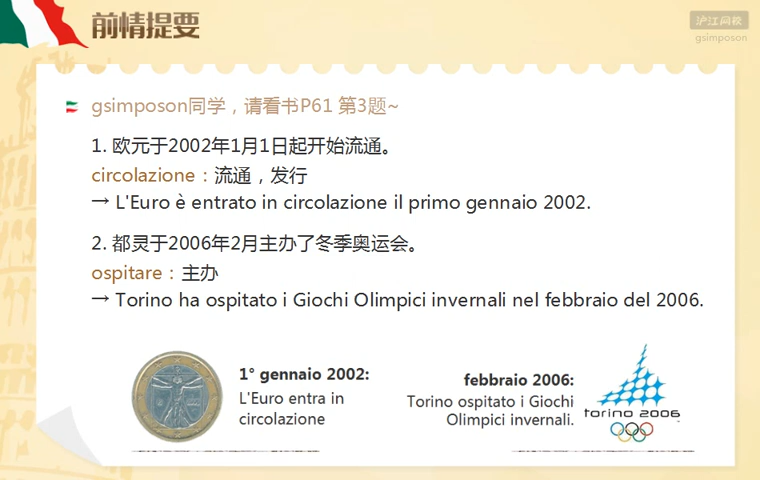 前情提要
沪江网校
gsimposon
gsimposon同学，请看书P61 第3题~
1. 欧元于2002年1月1日起开始流通。
circolazione：流通，发行
→ L'Euro è entrato in circolazione il primo gennaio 2002.
2. 都灵于2006年2月主办了冬季奥运会。
ospitare：主办
→ Torino ha ospitato i Giochi Olimpici invernali nel febbraio del 2006.
1° gennaio 2002:
L'Euro entra in
circolazione
febbraio 2006:
Torino ospitato i Giochi
Olimpici invernali.
torino 2006